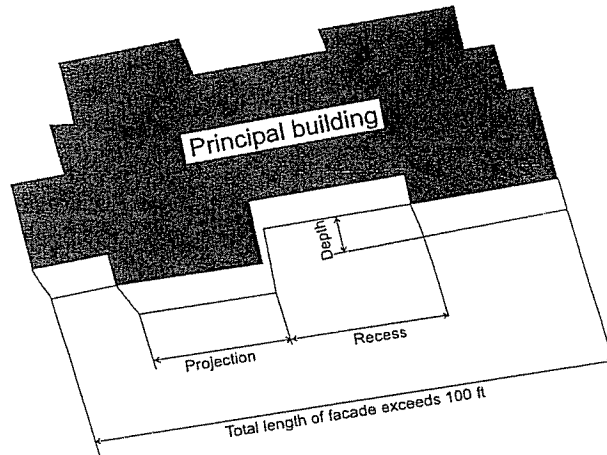 Principal building
Depth
Projection
Recess
Total length of facade exceeds 100 ft